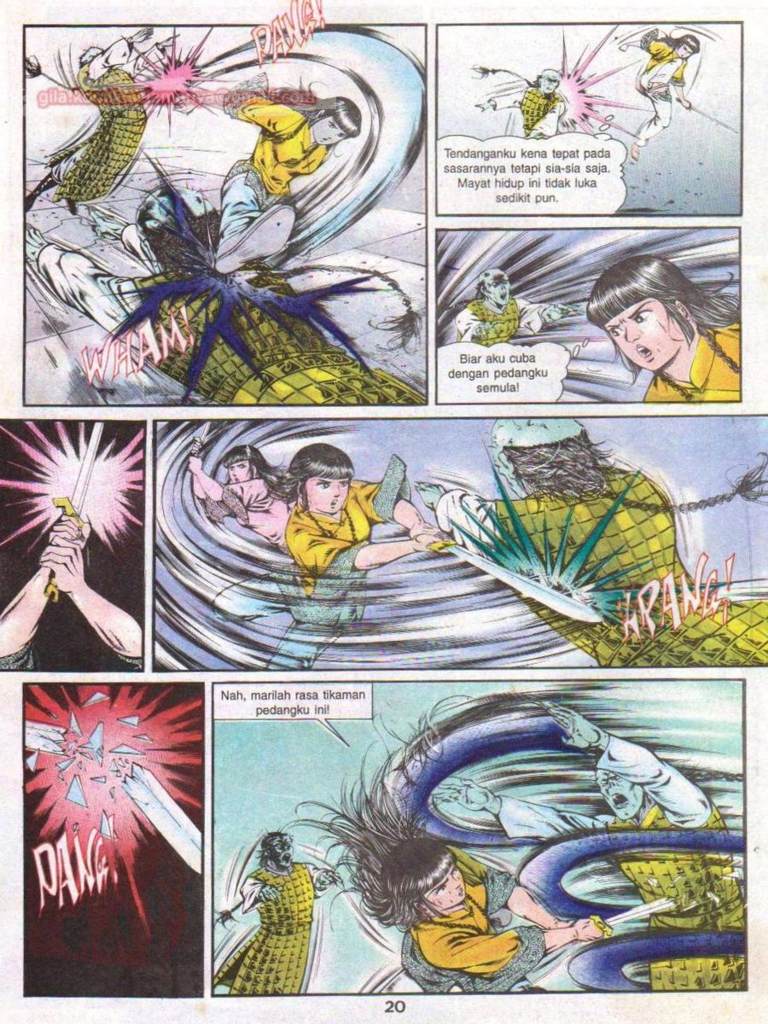 PANG!
WHAM!
Tendanganku kena tepat pada
sasarannya tetapi sia-sia saja.
Mayat hidup ini tidak luka
sedikit pun.
Biar aku cuba
dengan pedangku
semula!
KPANG!
PANG!
Nah, marilah rasa tikaman
pedangku ini!
20